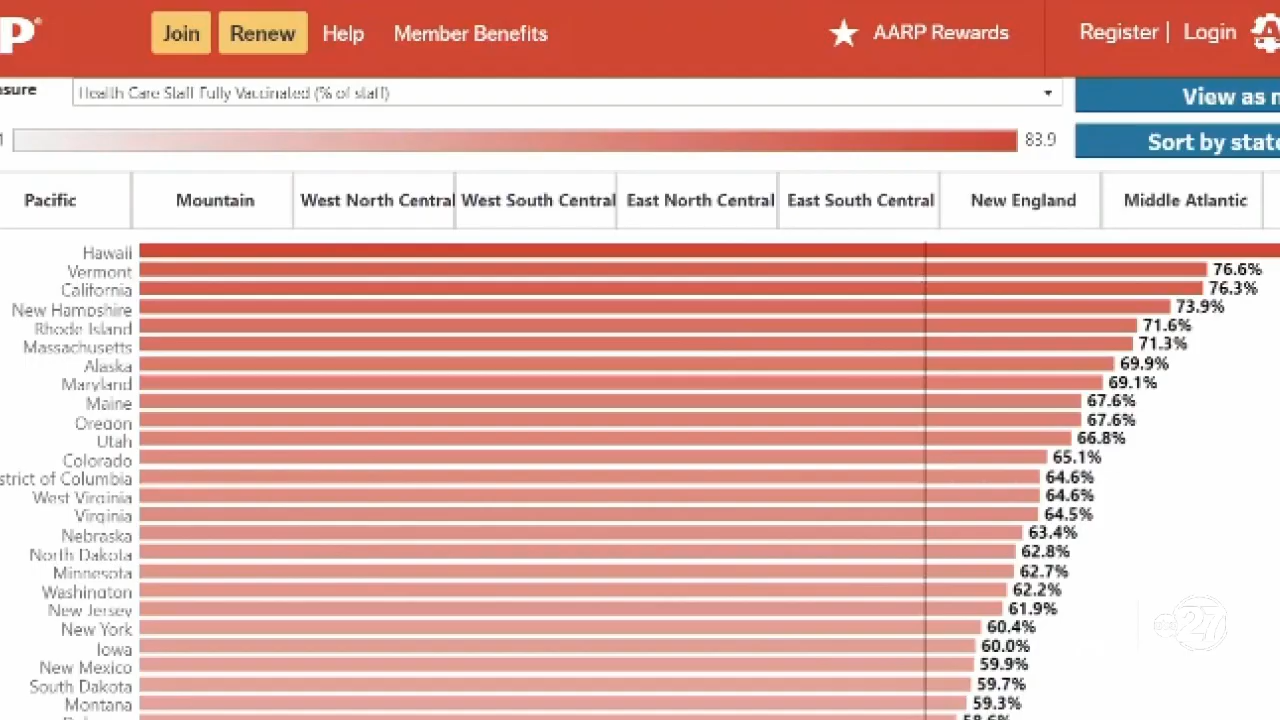 P
Join Renew Help Member Benefits AARP Rewards Register | Login
sure Health Care Staff Fully Vaccinated (% of staff) View as
83.9 Sort by state
Pacific Mountain West North Central West South Central East North Central East South Central New England Middle Atlantic
Hawaii
Vermont 76.6%
California 76.3%
New Hampshire 73.9%
Rhode Island 71.6%
Massachusetts 71.3%
Alaska 69.9%
Maryland 69.1%
Maine 67.6%
Oregon 67.6%
Utah 66.8%
Colorado 65.1%
strict of Columbia 64.6%
West Virginia 64.6%
Virginia 64.5%
Nebraska 63.4%
North Dakota 62.8%
Minnesota 62.7%
Washington 62.2%
New Jersey 61.9%
New York 60.4%
Iowa 60.0%
New Mexico 59.9%
South Dakota 59.7%
Montana 59.3%
abc 27